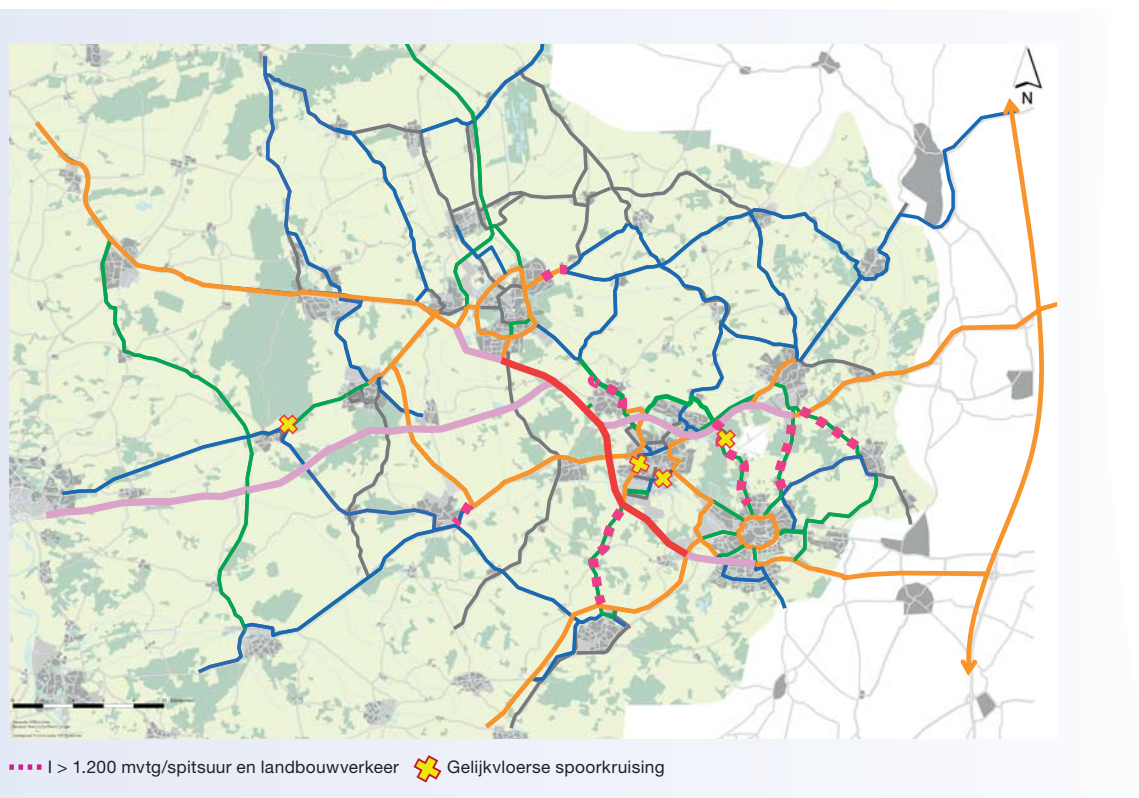 N
I > 1.200 mvtg/spitsuur en landbouwverkeer
Gelijkvloerse spoorkruising